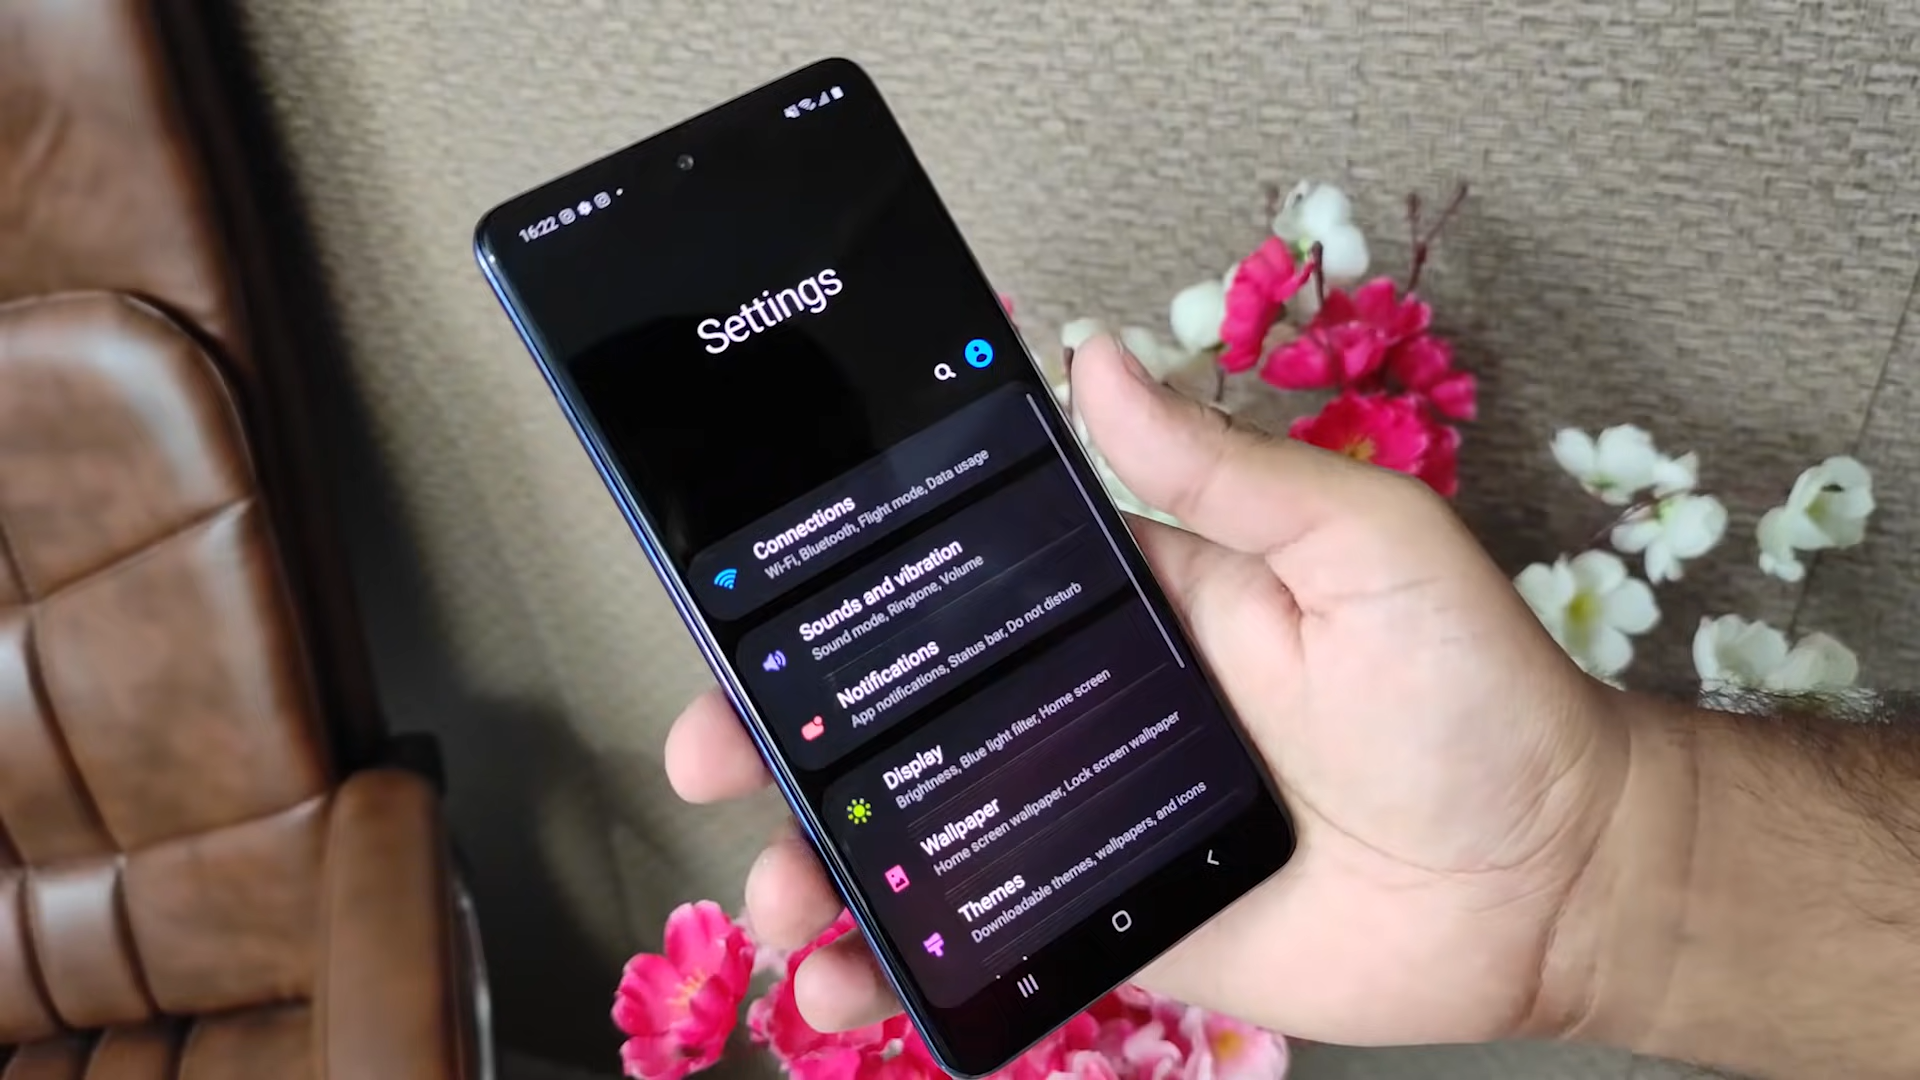 16:22
Settings
Connections
Wi-Fi, Bluetooth, Flight mode, Data usage
Sounds and vibration
Sound mode, Ringtone, Volume
Notifications
App notifications, Status bar, Do not disturb
Display
Brightness, Blue light filter, Home screen
Wallpaper
Home screen wallpaper, Lock screen wallpaper
Themes
Downloadable themes, wallpapers, and icons